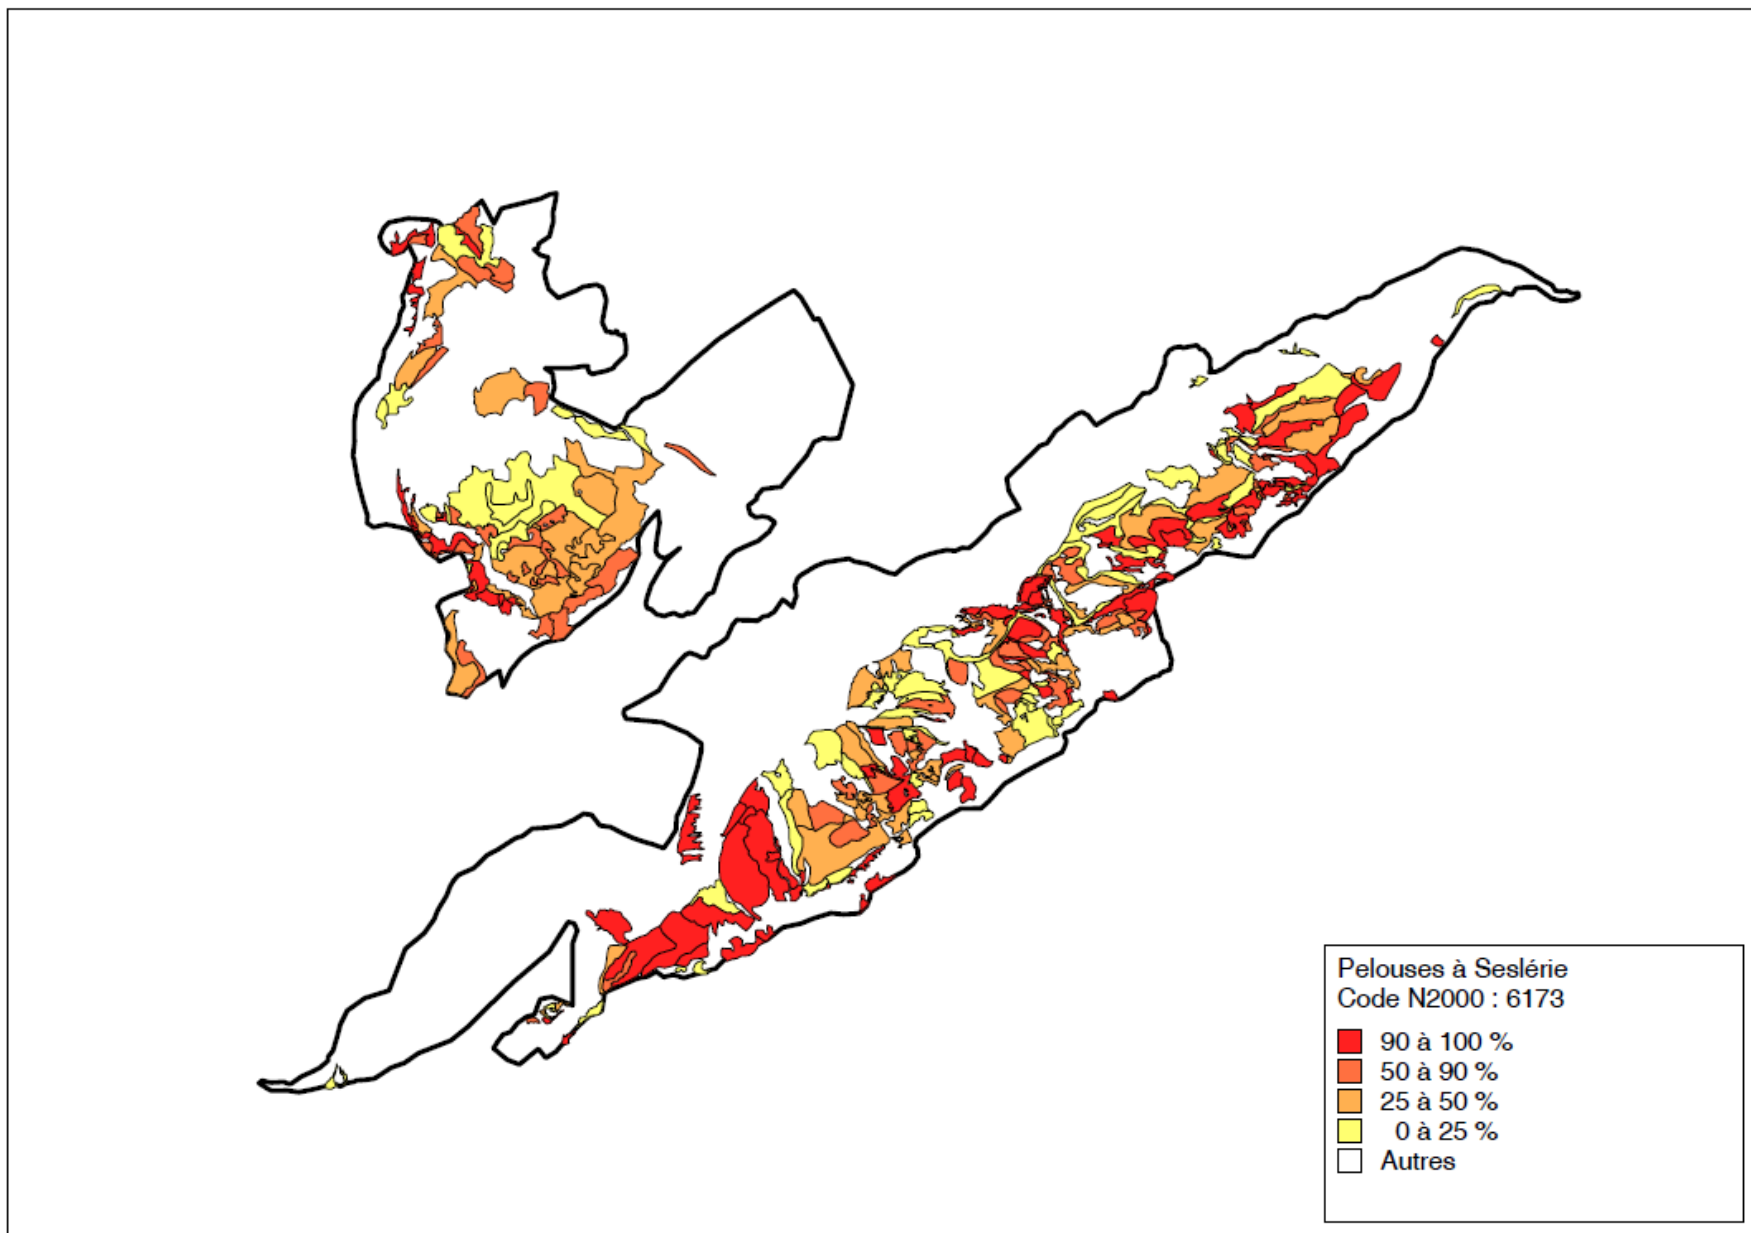 Pelouses à Seslérie
Code N2000 : 6173
90 à 100 %
50 à 90 %
25 à 50 %
0 à 25 %
Autres